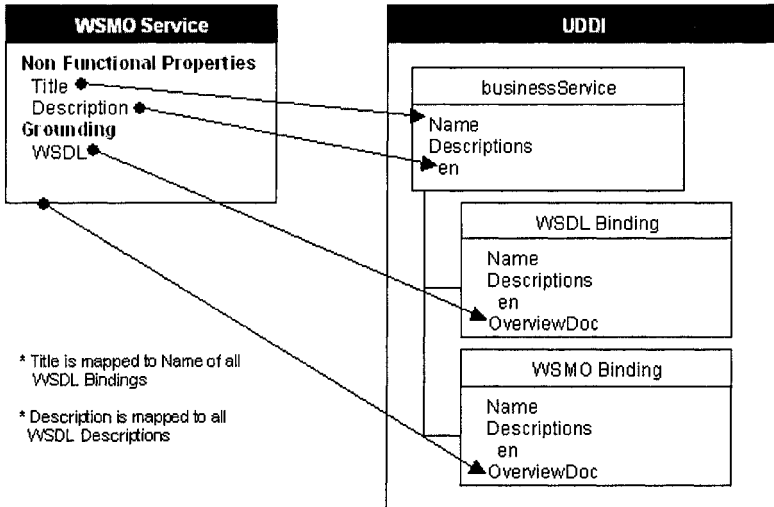 WSMO Service
Non Functional Properties
Title
Description
Grounding
WSDL
* Title is mapped to Name of all
WSDL Bindings
* Description is mapped to all
WSDL Descriptions
UDDI
businessService
Name
Descriptions
en
WSDL Binding
Name
Descriptions
en
OverviewDoc
WSMO Binding
Name
Descriptions
en
OverviewDoc